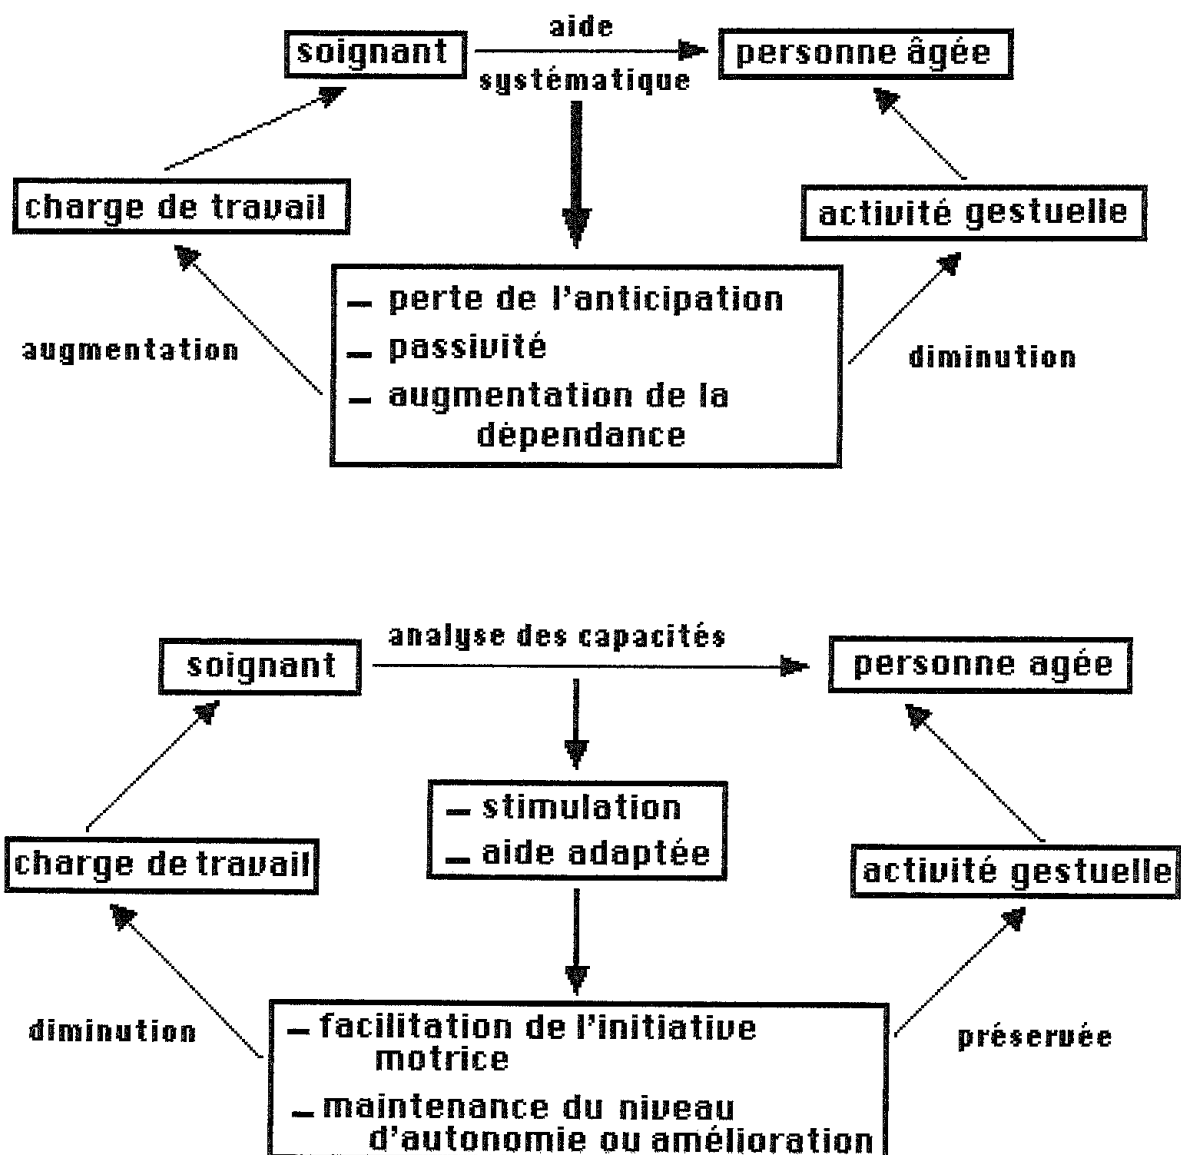 aide
soignant
personne âgée
systématique
charge de travail
activité gestuelle
– perte de l'anticipation
– passivité
– augmentation de la
dépendance
augmentation
diminution
analyse des capacités
soignant
personne agée
– stimulation
– aide adaptée
charge de travail
activité gestuelle
– facilitation de l'initiative
motrice
diminution
préservée
– maintenance du niveau
d'autonomie ou amélioration